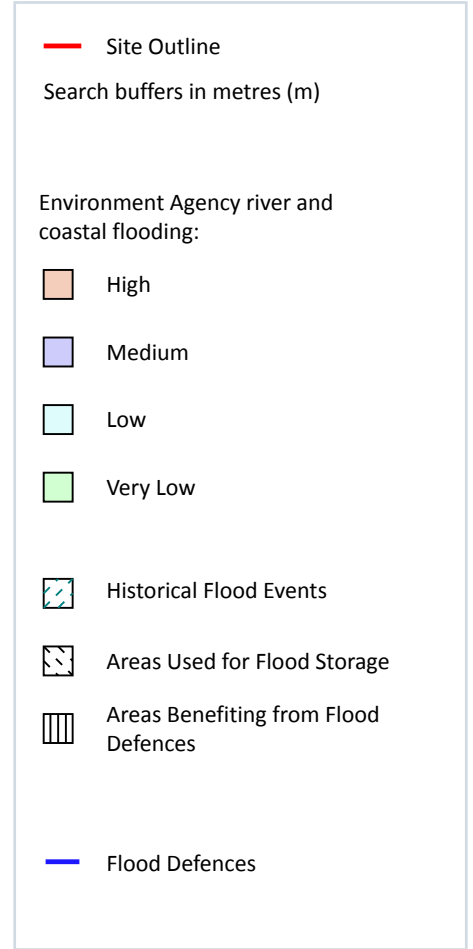 Site Outline
Search buffers in metres (m)
Environment Agency river and
coastal flooding:
High
Medium
Low
Very Low
Historical Flood Events
Areas Used for Flood Storage
Areas Benefiting from Flood
Defences
Flood Defences